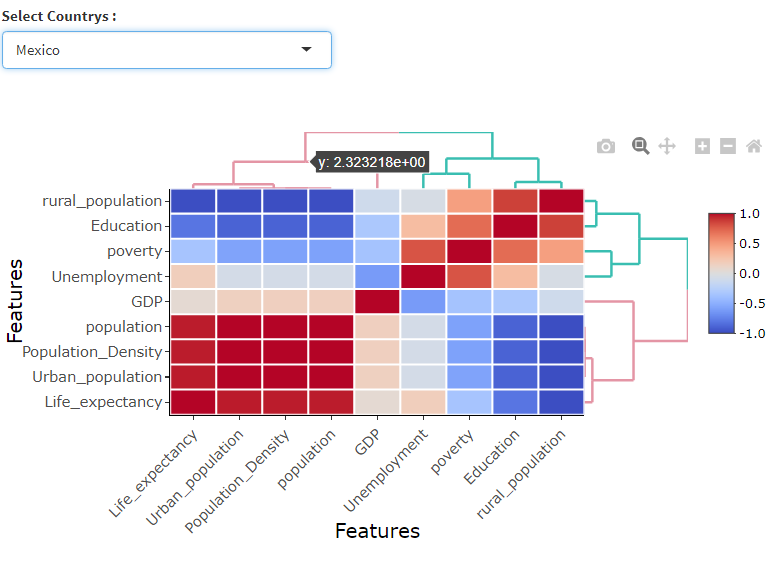 Select Countrys :
Mexico
y: 2.323218e+00
rural_population
Education
poverty
Unemployment
GDP
population
Population_Density
Urban_population
Life_expectancy
Features
1.0
0.5
0.0
-0.5
-1.0
Life_expectancy
Urban_population
Population_Density
population
GDP
Unemployment
poverty
Education
rural_population
Features